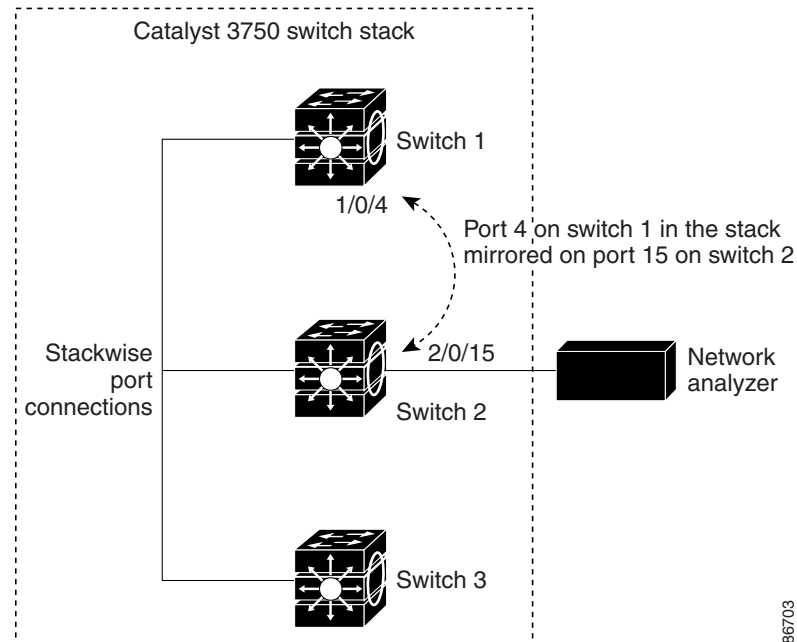 Catalyst 3750 switch stack
Switch 1
1/0/4
Port 4 on switch 1 in the stack
mirrored on port 15 on switch 2
Stackwise
port
connections
2/0/15
Switch 2
Network
analyzer
Switch 3
86703